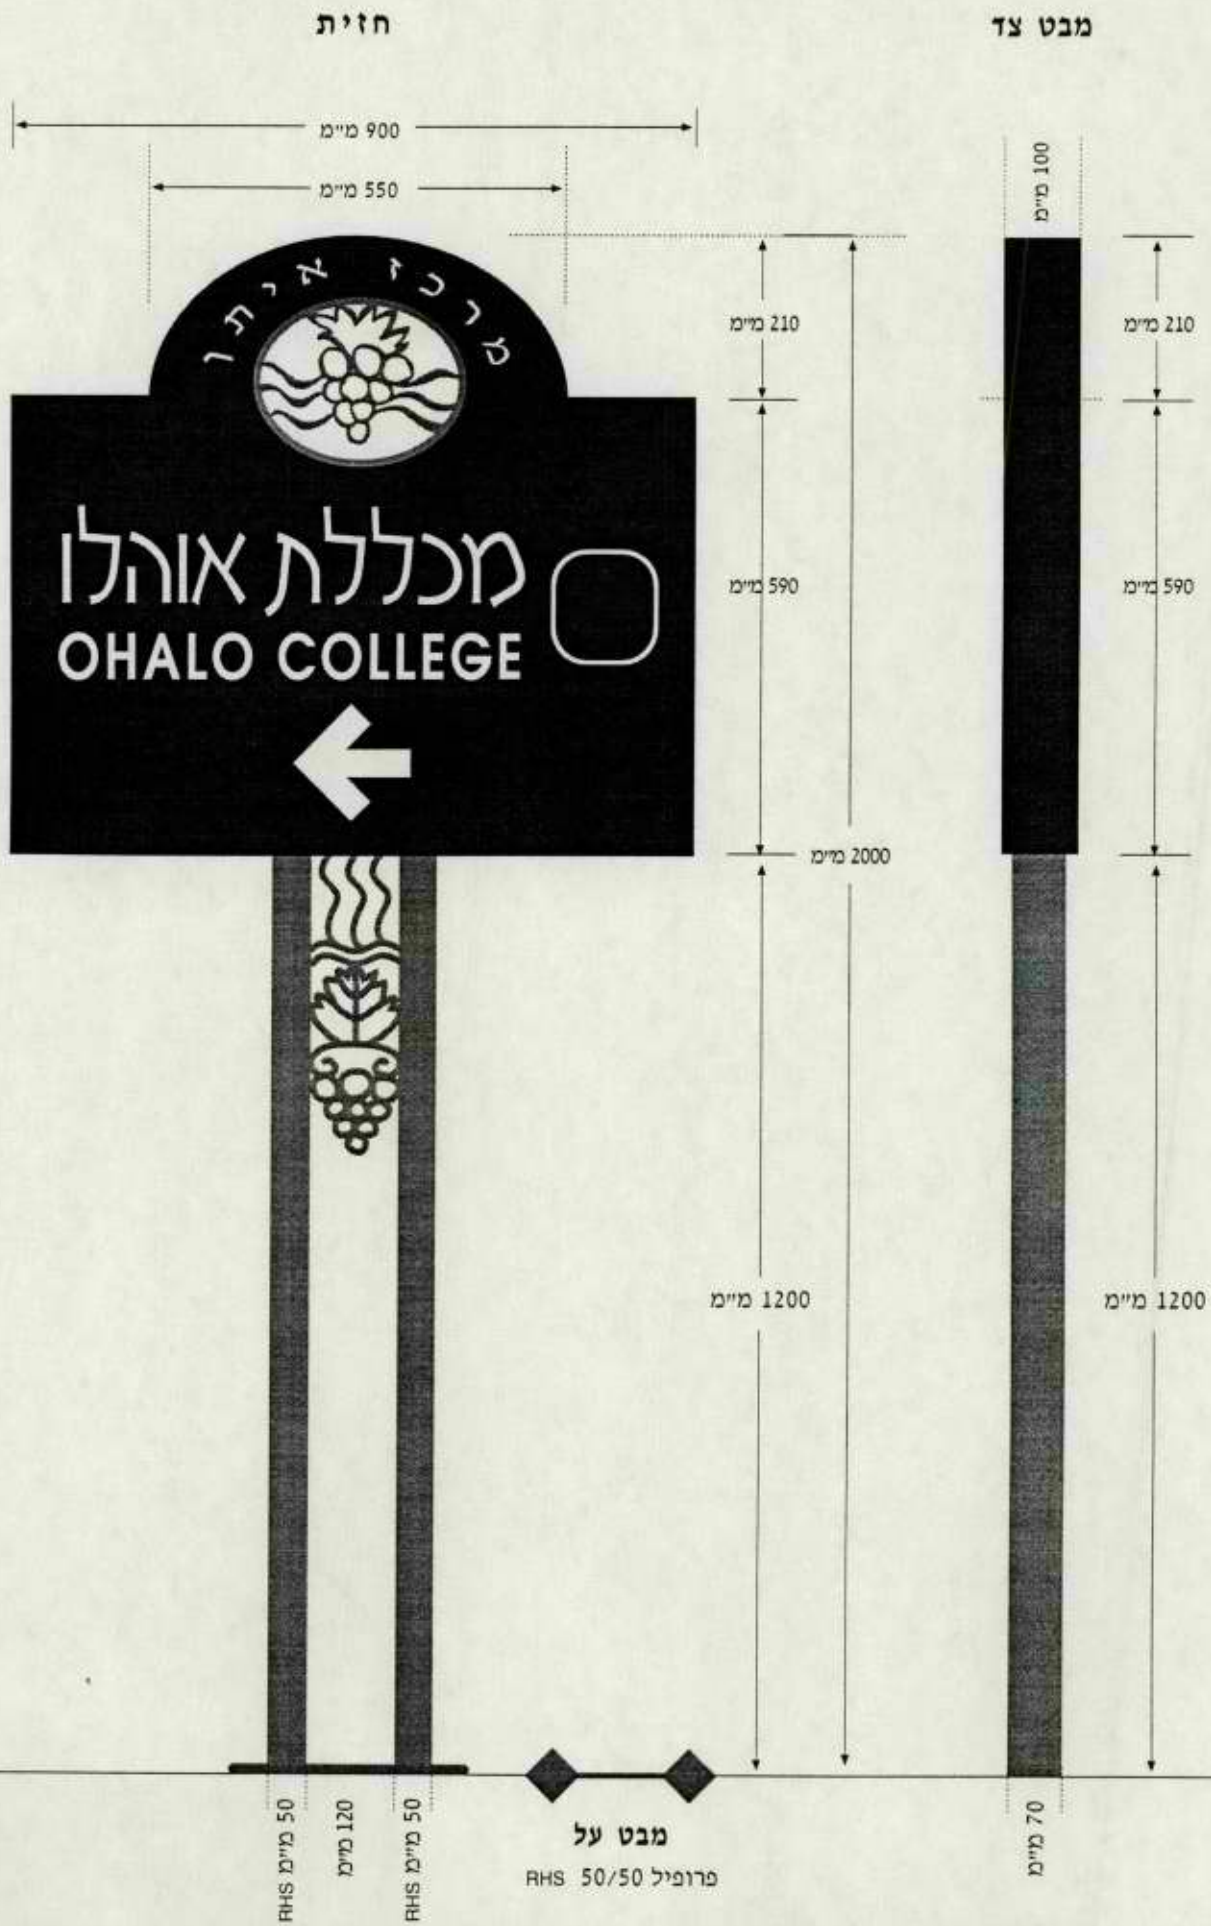 חזית
מבט צד
900 מ״מ
550 מ״מ
100 מ״מ
מרכז איתן
210 מ״מ
210 מ״מ
מכללת אוהלו
OHALO COLLEGE
590 מ״מ
590 מ״מ
2000 מ״מ
1200 מ״מ
1200 מ״מ
50 מ״מ RHS
120 מ״מ
50 מ״מ RHS
70 מ״מ
מבט על
פרופיל 50/50 RHS